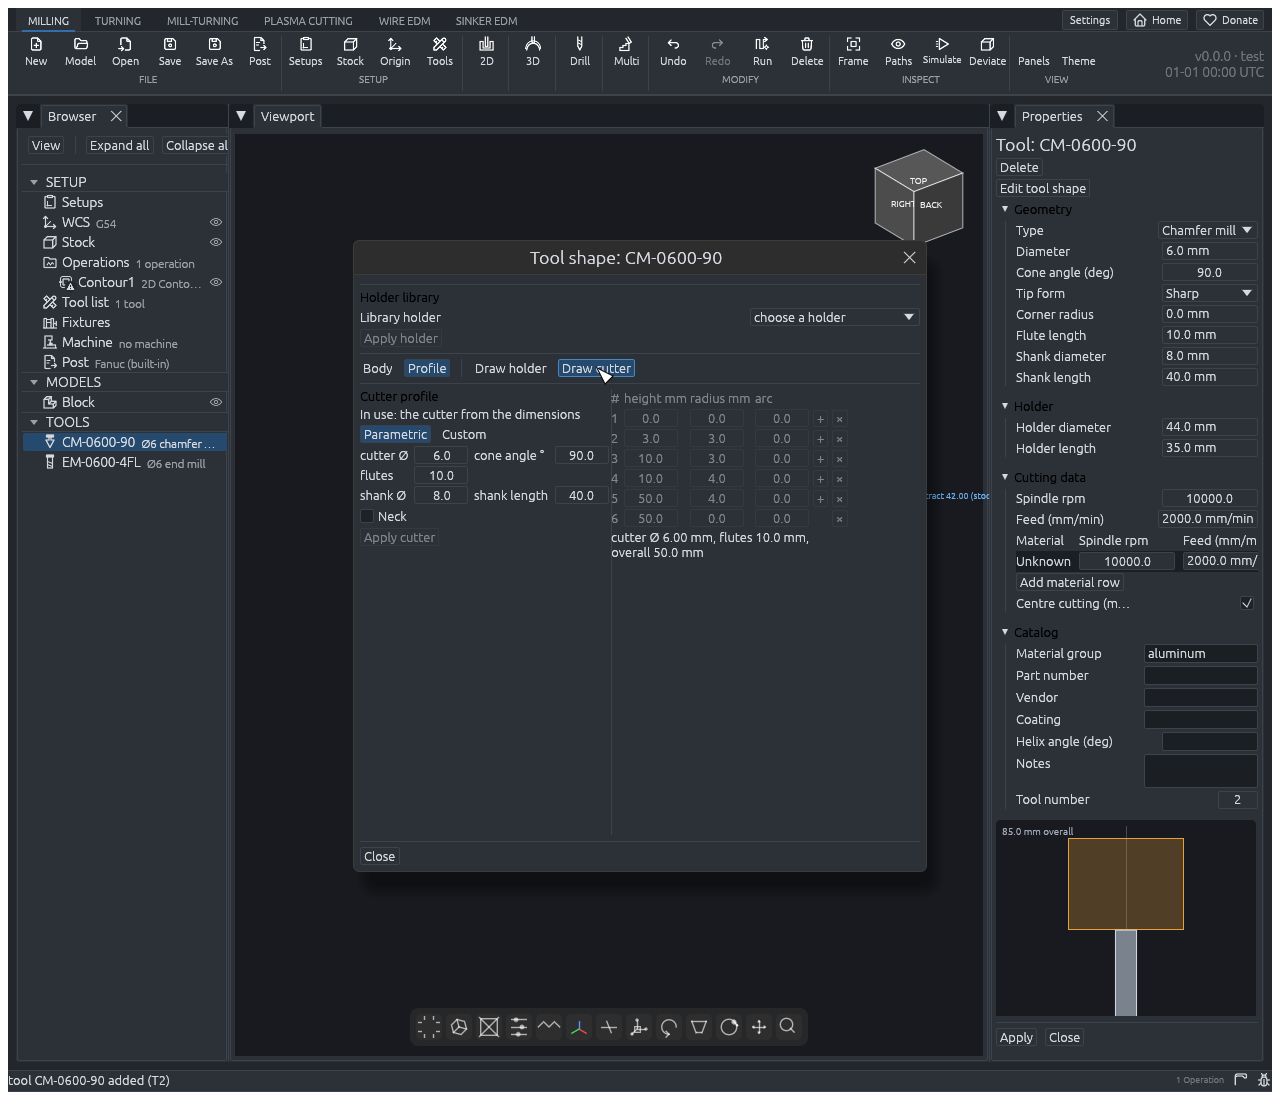 MILLING TURNING MILL-TURNING PLASMA CUTTING WIRE EDM SINKER EDM Settings Home Donate
New Model Open Save Save As Post Setups Stock Origin Tools 2D 3D Drill Multi Undo Redo Run Delete Frame Paths Simulate Deviate Panels Theme
FILE SETUP MODIFY INSPECT VIEW
v0.0.0 · test
01-01 00:00 UTC
Browser
View Expand all Collapse al
SETUP
Setups
WCS G54
Stock
Operations 1 operation
Contour1 2D Conto...
Tool list 1 tool
Fixtures
Machine no machine
Post Fanuc (built-in)
MODELS
Block
TOOLS
CM-0600-90 Ø6 chamfer ...
EM-0600-4FL Ø6 end mill
Viewport
TOP
RIGHT BACK
tract 42.00 (stoc
Tool shape: CM-0600-90
Holder library
Library holder choose a holder
Apply holder
Body Profile Draw holder Draw cutter
Cutter profile
In use: the cutter from the dimensions
Parametric Custom
cutter Ø 6.0 cone angle ° 90.0
flutes 10.0
shank Ø 8.0 shank length 40.0
Neck
Apply cutter
# height mm radius mm arc
1 0.0 0.0 0.0 + ×
2 3.0 3.0 0.0 + ×
3 10.0 3.0 0.0 + ×
4 10.0 4.0 0.0 + ×
5 50.0 4.0 0.0 + ×
6 50.0 0.0 0.0 ×
cutter Ø 6.00 mm, flutes 10.0 mm,
overall 50.0 mm
Close
Properties
Tool: CM-0600-90
Delete
Edit tool shape
Geometry
Type Chamfer mill
Diameter 6.0 mm
Cone angle (deg) 90.0
Tip form Sharp
Corner radius 0.0 mm
Flute length 10.0 mm
Shank diameter 8.0 mm
Shank length 40.0 mm
Holder
Holder diameter 44.0 mm
Holder length 35.0 mm
Cutting data
Spindle rpm 10000.0
Feed (mm/min) 2000.0 mm/min
Material Spindle rpm Feed (mm/m
Unknown 10000.0 2000.0 mm/
Add material row
Centre cutting (m...
Catalog
Material group aluminum
Part number
Vendor
Coating
Helix angle (deg)
Notes
Tool number 2
85.0 mm overall
Apply Close
tool CM-0600-90 added (T2) 1 Operation